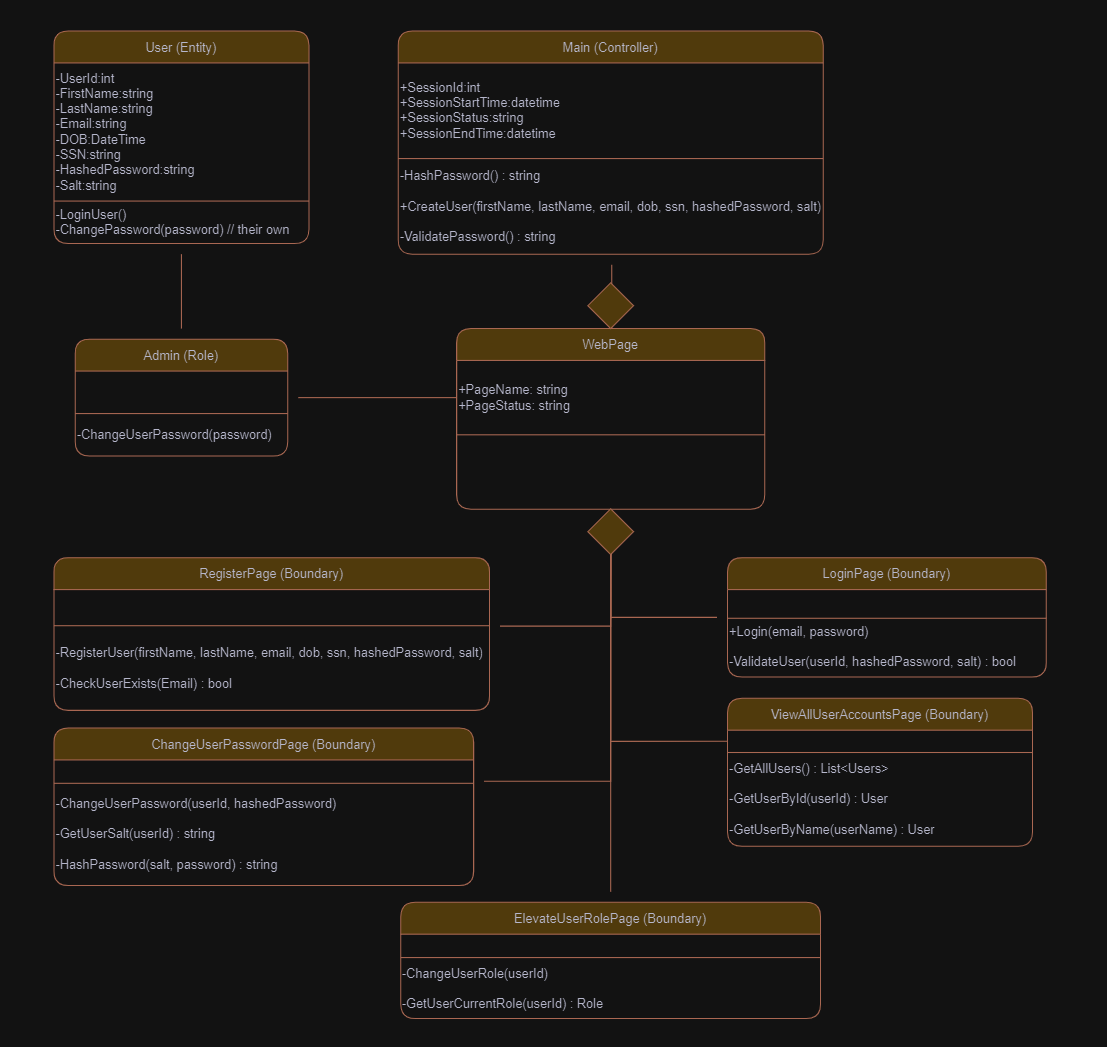 User (Entity)
-UserId:int
-FirstName:string
-LastName:string
-Email:string
-DOB:DateTime
-SSN:string
-HashedPassword:string
-Salt:string
-LoginUser()
-ChangePassword(password) // their own
Main (Controller)
+SessionId:int
+SessionStartTime:datetime
+SessionStatus:string
+SessionEndTime:datetime
-HashPassword() : string
+CreateUser(firstName, lastName, email, dob, ssn, hashedPassword, salt)
-ValidatePassword() : string
Admin (Role)
-ChangeUserPassword(password)
WebPage
+PageName: string
+PageStatus: string
RegisterPage (Boundary)
-RegisterUser(firstName, lastName, email, dob, ssn, hashedPassword, salt)
-CheckUserExists(Email) : bool
LoginPage (Boundary)
+Login(email, password)
-ValidateUser(userId, hashedPassword, salt) : bool
ChangeUserPasswordPage (Boundary)
-ChangeUserPassword(userId, hashedPassword)
-GetUserSalt(userId) : string
-HashPassword(salt, password) : string
ViewAllUserAccountsPage (Boundary)
-GetAllUsers() : List<Users>
-GetUserById(userId) : User
-GetUserByName(userName) : User
ElevateUserRolePage (Boundary)
-ChangeUserRole(userId)
-GetUserCurrentRole(userId) : Role